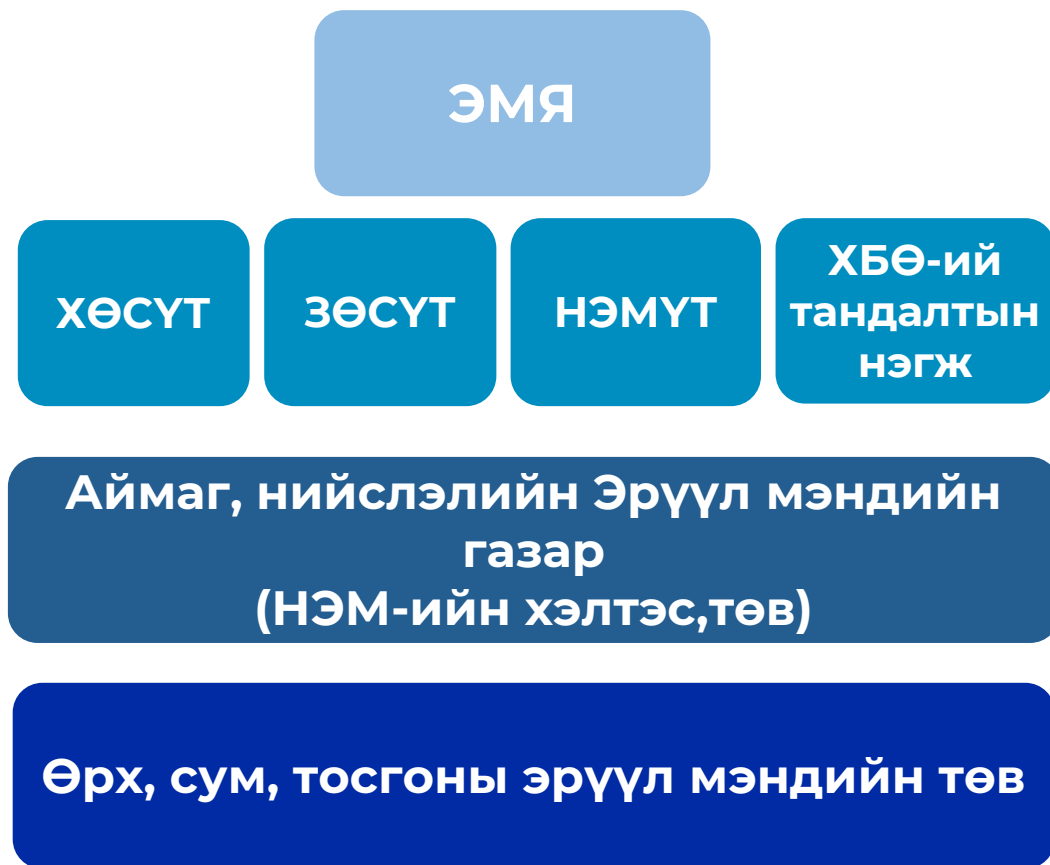 ЭМЯ
ХӨСҮТ
ЗӨСҮТ
НЭМҮТ
ХБӨ-ий
тандалтын
нэгж
Аймаг, нийслэлийн Эрүүл мэндийн
газар
(НЭМ-ийн хэлтэс,төв)
Өрх, сум, тосгоны эрүүл мэндийн төв